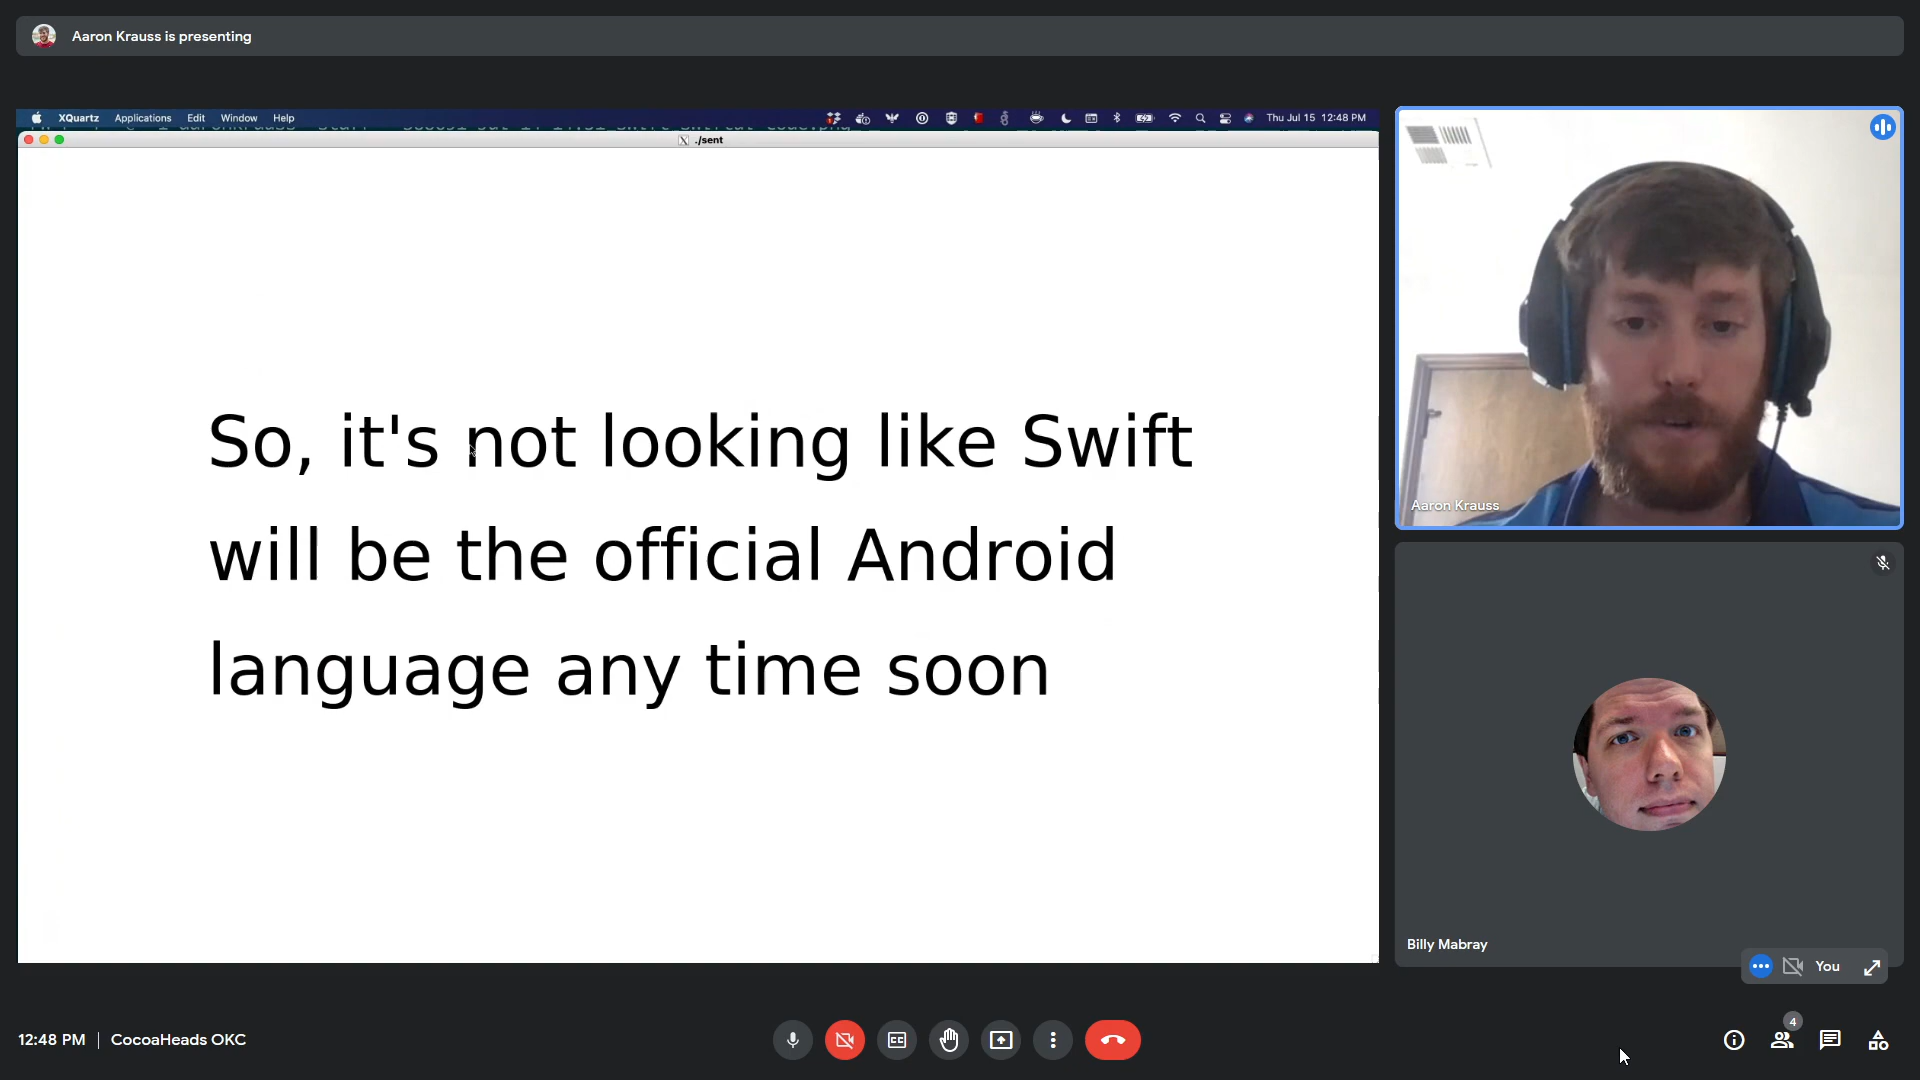 Aaron Krauss is presenting
XQuartz Applications Edit Window Help Thu Jul 15 12:48 PM
./sent
So, it's not looking like Swift
will be the official Android
language any time soon
Aaron Krauss
Billy Mabray
You
12:48 PM | CocoaHeads OKC
4